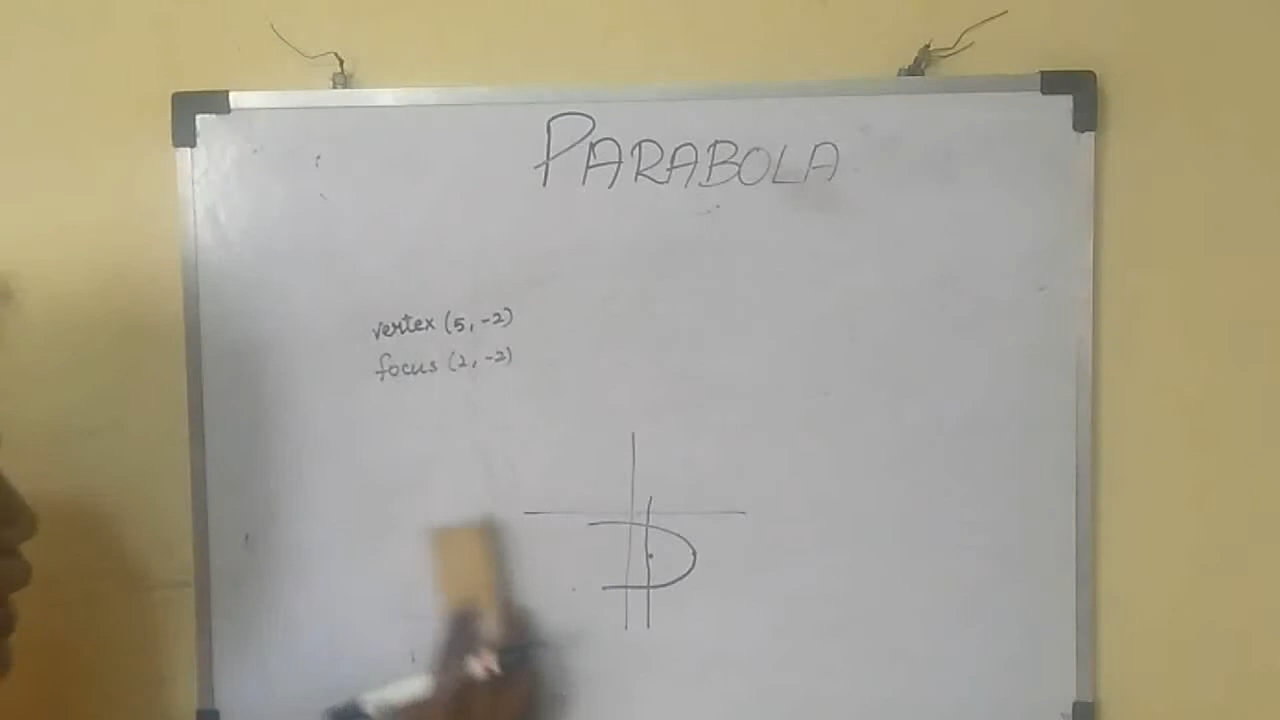 PARABOLA
vertex (5, -2)
focus (2, -2)